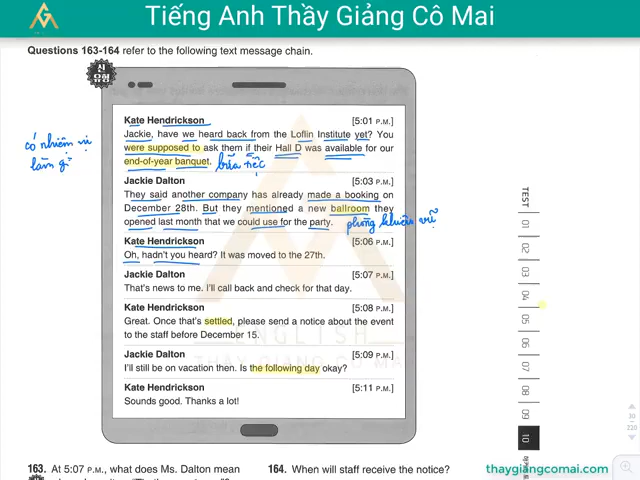 Tiếng Anh Thầy Giảng Cô Mai
Questions 163-164 refer to the following text message chain.
신
유형
Kate Hendrickson [5:01 P.M.]
Jackie, have we heard back from the Loflin Institute yet? You
were supposed to ask them if their Hall D was available for our
end-of-year banquet.
có nhiệm vụ
làm gì
bữa tiệc
Jackie Dalton [5:03 P.M.]
They said another company has already made a booking on
December 28th. But they mentioned a new ballroom they
opened last month that we could use for the party.
phòng khiêu vũ
Kate Hendrickson [5:06 P.M.]
Oh, hadn't you heard? It was moved to the 27th.
Jackie Dalton [5:07 P.M.]
That's news to me. I'll call back and check for that day.
Kate Hendrickson [5:08 P.M.]
Great. Once that's settled, please send a notice about the event
to the staff before December 15.
Jackie Dalton [5:09 P.M.]
I'll still be on vacation then. Is the following day okay?
Kate Hendrickson [5:11 P.M.]
Sounds good. Thanks a lot!
ENGLISH
THAY GIANG CO MAI
TEST
01
02
03
04
05
06
07
08
09
10
163. At 5:07 P.M., what does Ms. Dalton mean
164. When will staff receive the notice?
thaygiangcomai.com